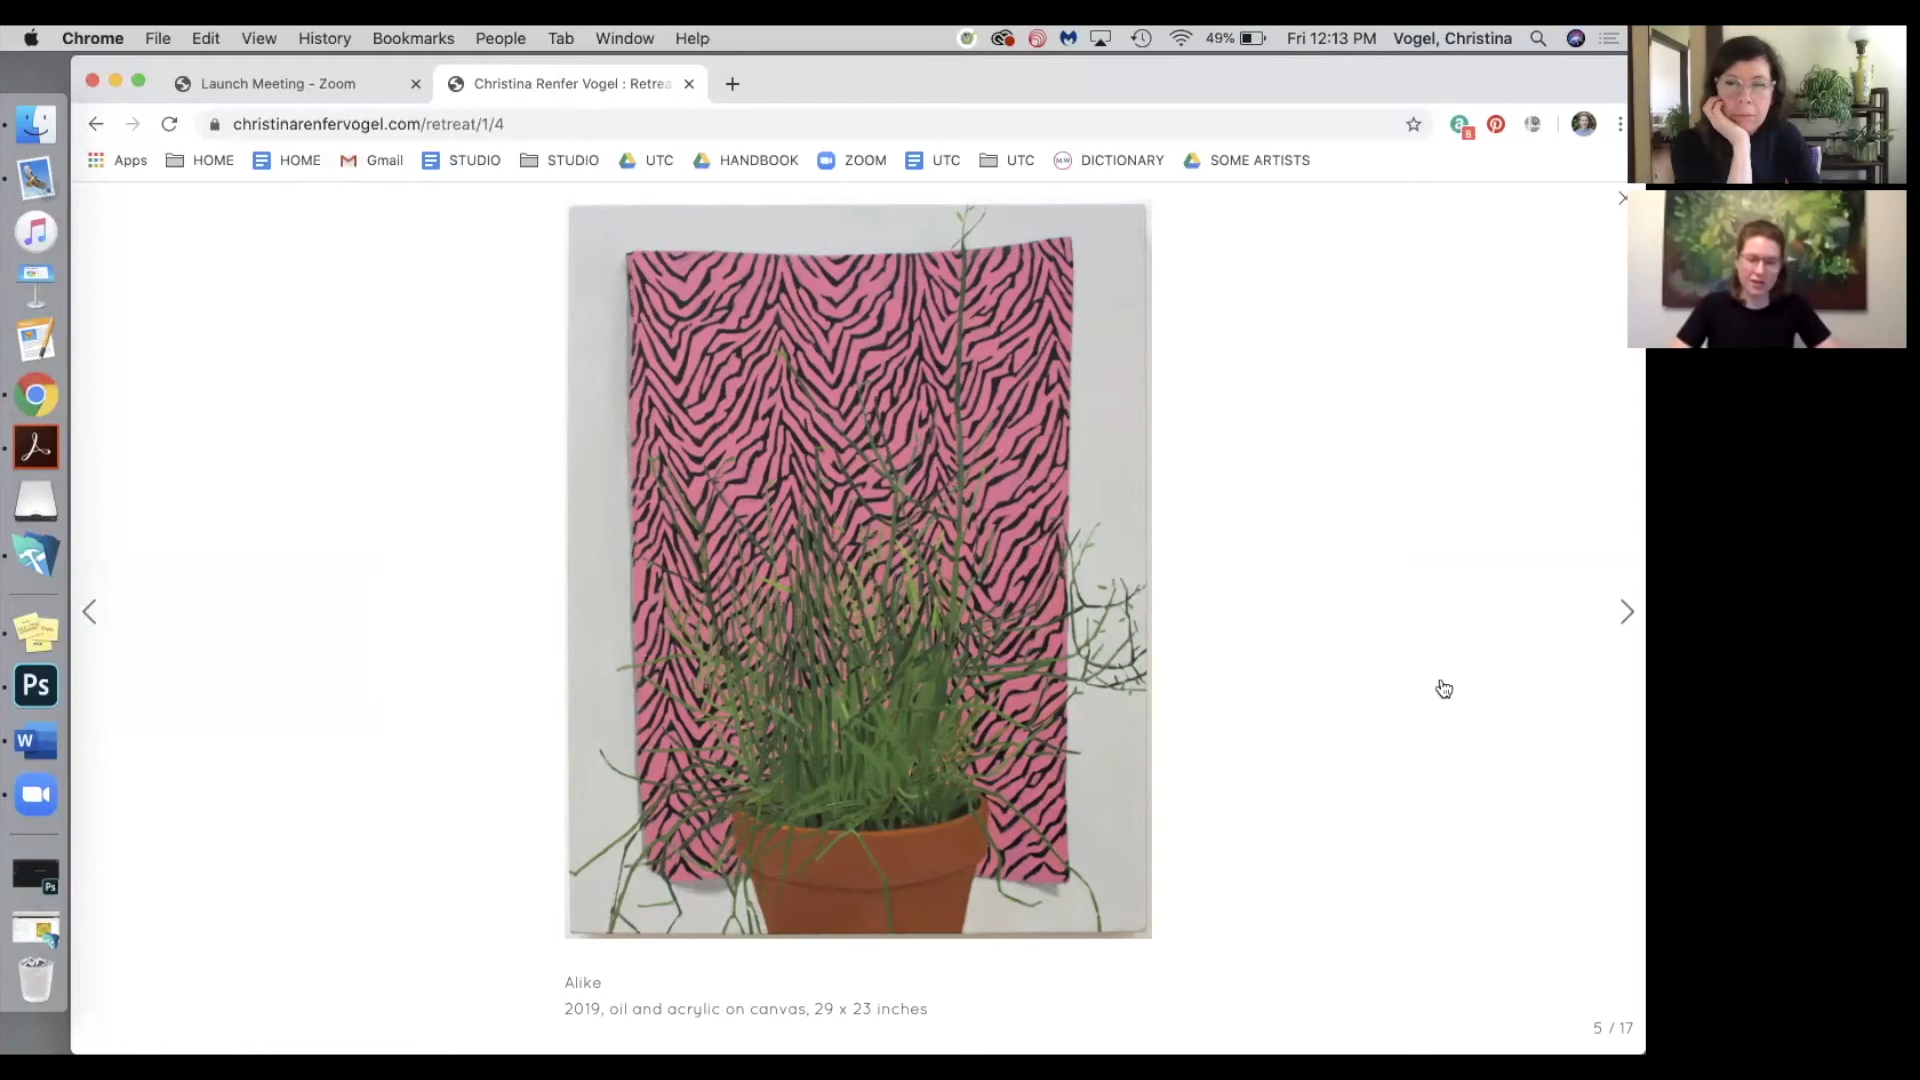 Chrome File Edit View History Bookmarks People Tab Window Help 49% Fri 12:13 PM Vogel, Christina
Launch Meeting - Zoom Christina Renfer Vogel : Retrea
christinarenfervogel.com/retreat/1/4
8
Apps HOME HOME Gmail STUDIO STUDIO UTC HANDBOOK ZOOM UTC UTC DICTIONARY SOME ARTISTS
Ps
W
Ps
Alike
2019, oil and acrylic on canvas, 29 x 23 inches
5 / 17